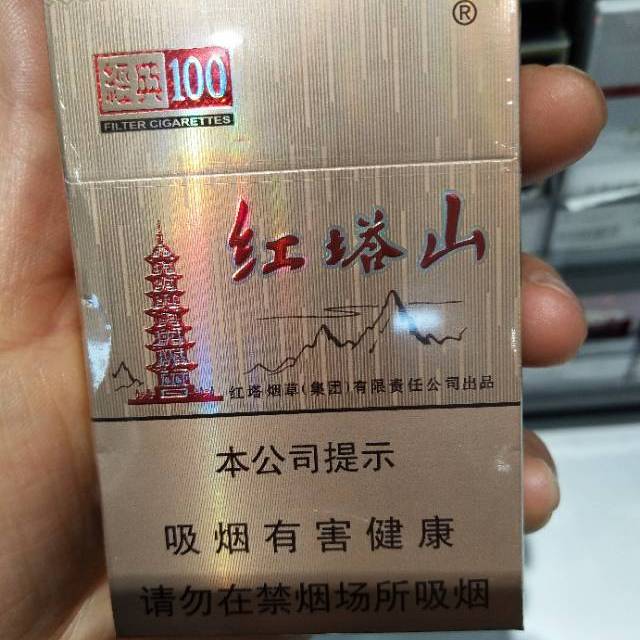 ®
經典100
FILTER CIGARETTES
红塔山
红塔烟草(集团)有限责任公司出品
本公司提示
吸烟有害健康
请勿在禁烟场所吸烟